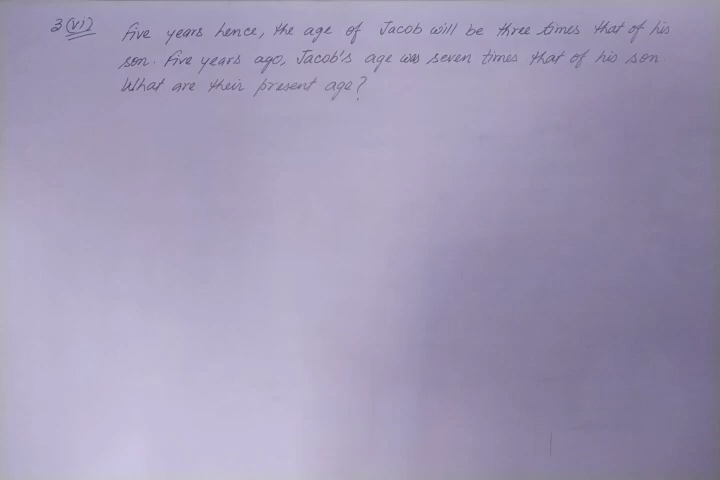 3 (vi) Five years hence, the age of Jacob will be three times that of his
son. Five years ago, Jacob's age was seven times that of his son
What are their present age?